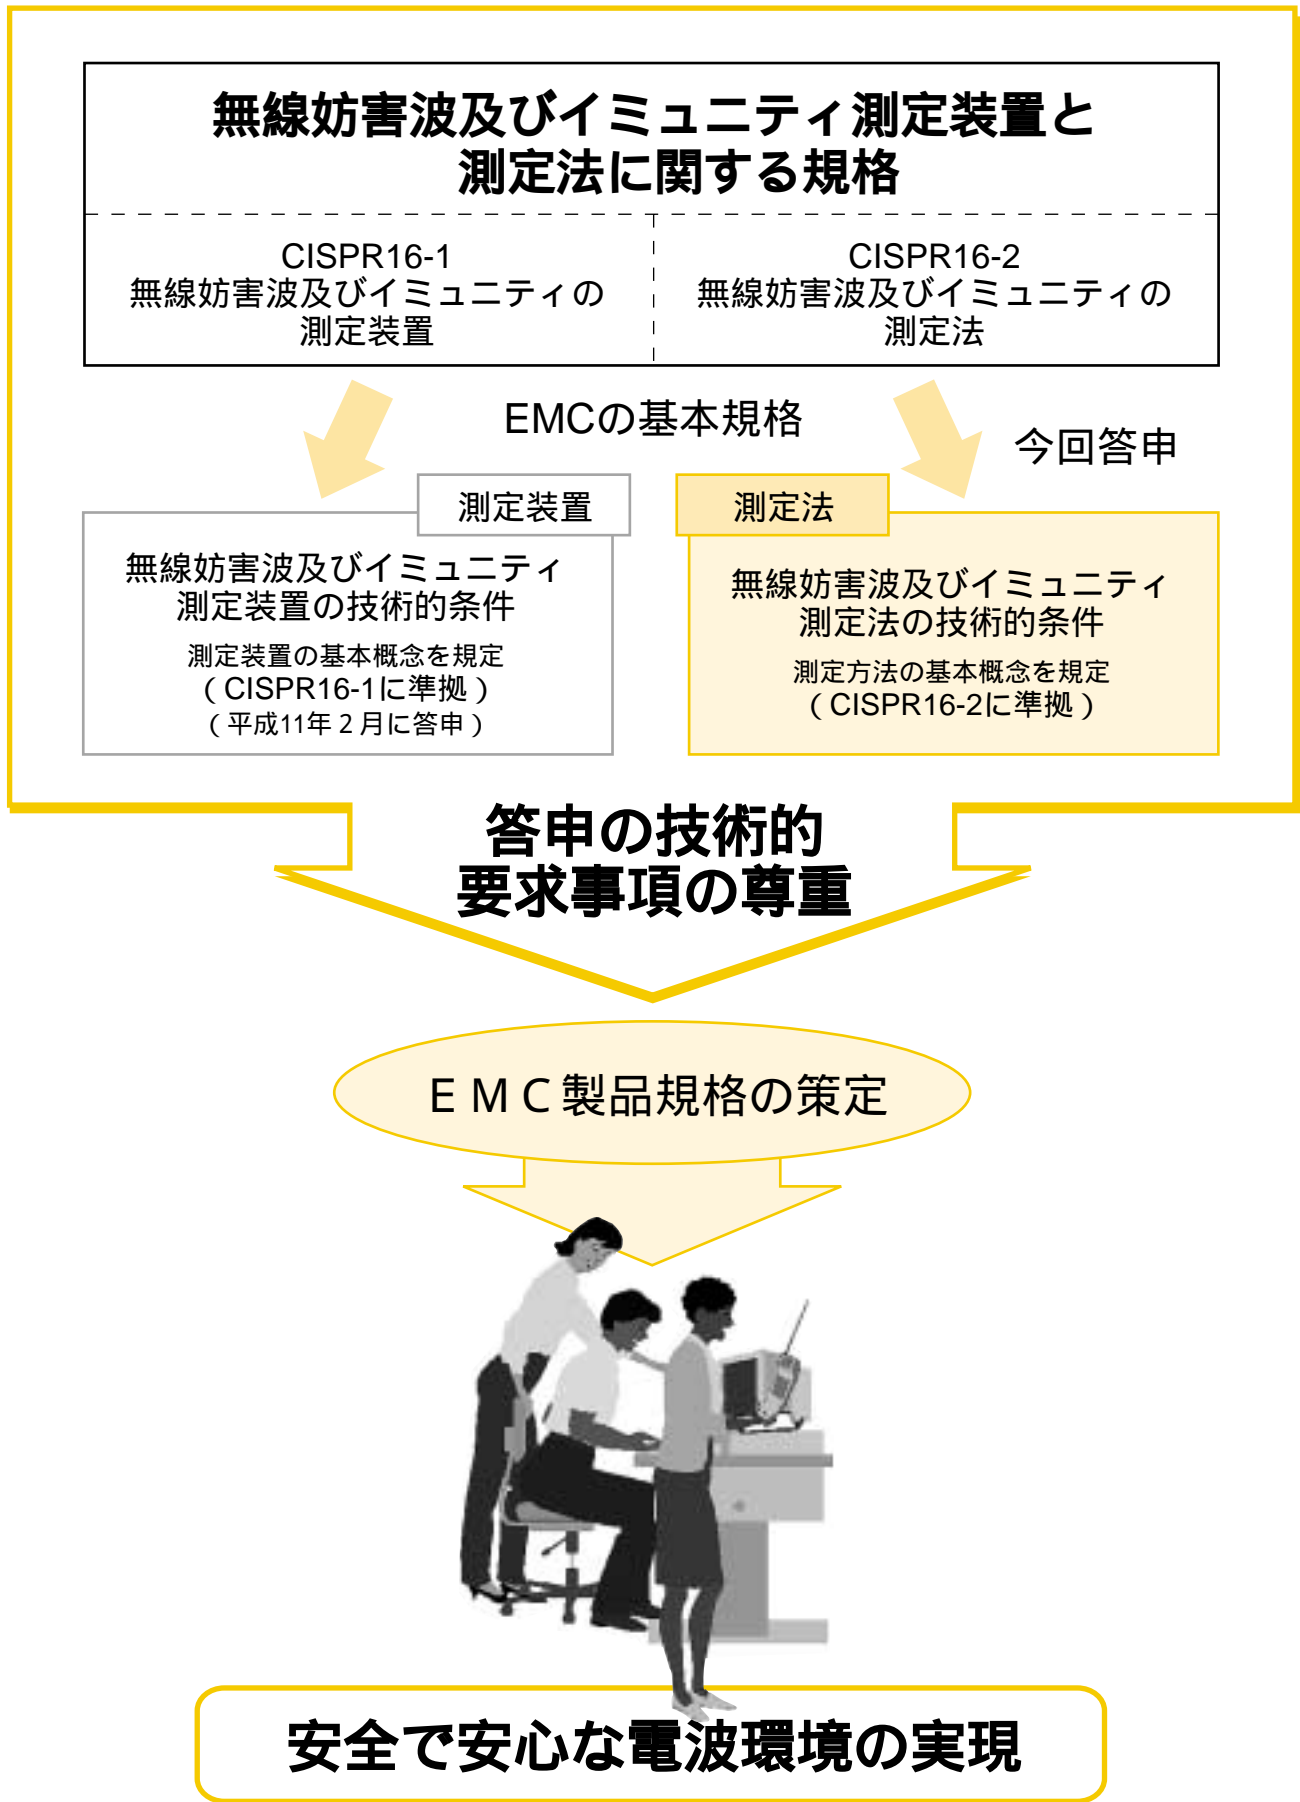 無線妨害波及びイミュニティ測定装置と
測定法に関する規格
CISPR16-1
無線妨害波及びイミュニティの
測定装置
CISPR16-2
無線妨害波及びイミュニティの
測定法
EMCの基本規格
今回答申
測定装置
無線妨害波及びイミュニティ
測定装置の技術的条件
測定装置の基本概念を規定
（CISPR16-1に準拠）
（平成11年２月に答申）
測定法
無線妨害波及びイミュニティ
測定法の技術的条件
測定方法の基本概念を規定
（CISPR16-2に準拠）
答申の技術的
要求事項の尊重
ＥＭＣ製品規格の策定
安全で安心な電波環境の実現